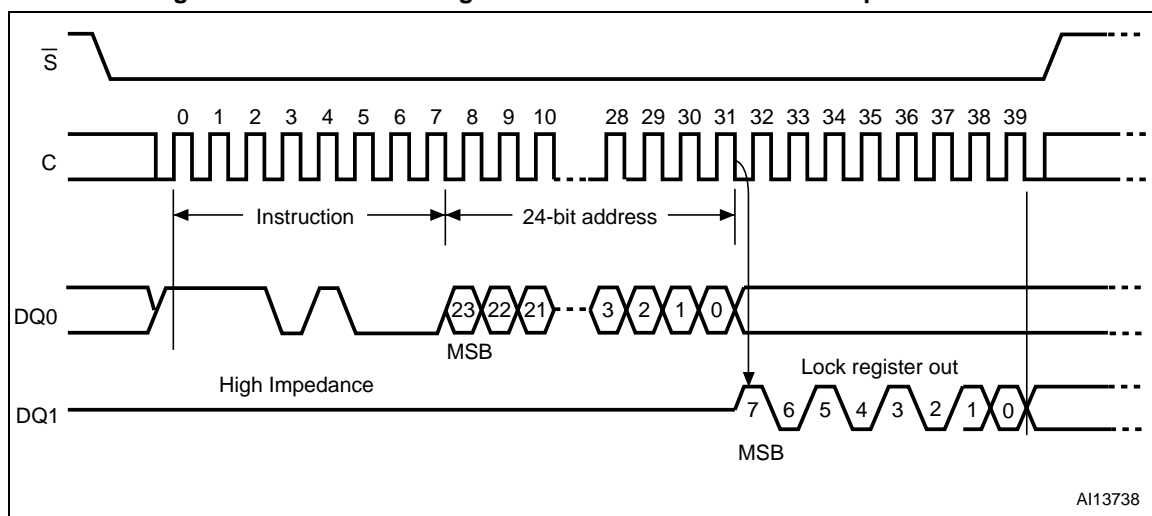 S
0 1 2 3 4 5 6 7 8 9 10 28 29 30 31 32 33 34 35 36 37 38 39
C
Instruction 24-bit address
DQ0 23 22 21 3 2 1 0
MSB
High Impedance Lock register out
DQ1 7 6 5 4 3 2 1 0
MSB
AI13738